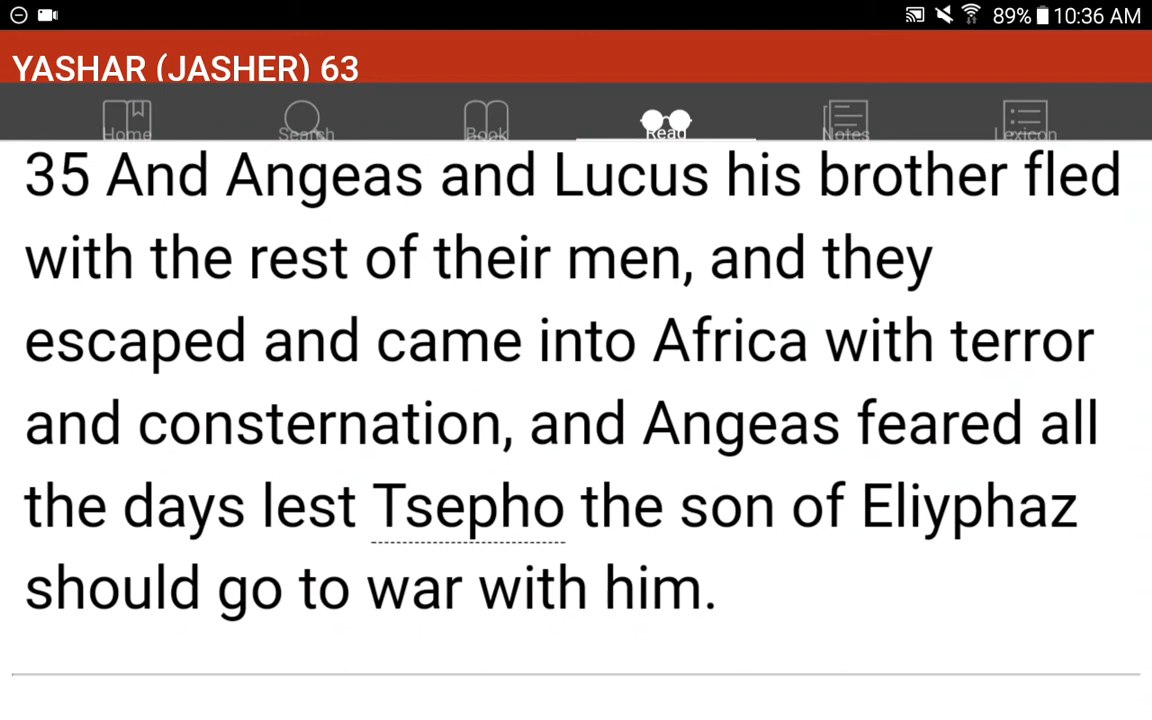 89% 10:36 AM
YASHAR (JASHER) 63
Home Search Book Read Notes Lexicon
35 And Angeas and Lucus his brother fled
with the rest of their men, and they
escaped and came into Africa with terror
and consternation, and Angeas feared all
the days lest Tsepho the son of Eliyphaz
should go to war with him.